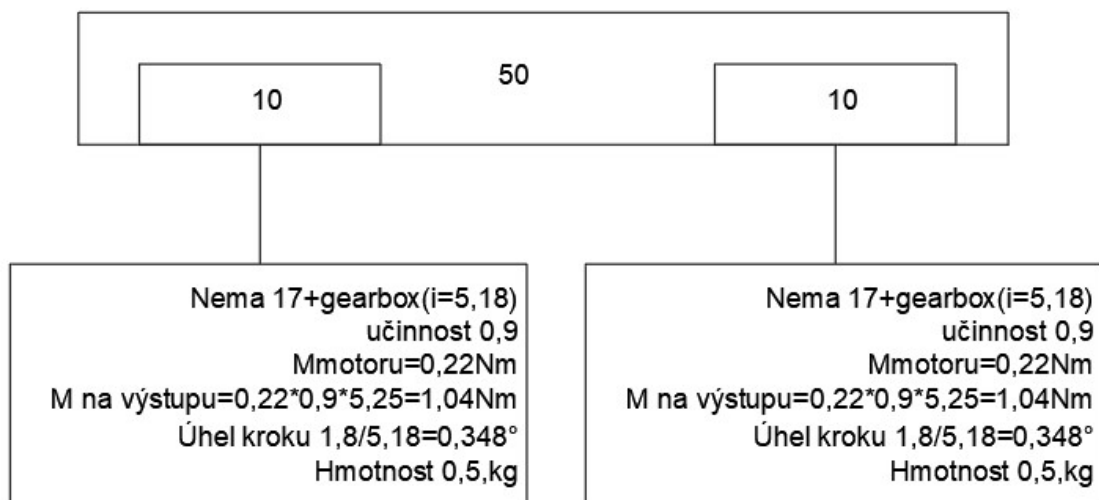 50
10
10
Nema 17+gearbox(i=5,18)
učinnost 0,9
Mmotoru=0,22Nm
M na výstupu=0,22*0,9*5,25=1,04Nm
Úhel kroku 1,8/5,18=0,348°
Hmotnost 0,5,kg
Nema 17+gearbox(i=5,18)
učinnost 0,9
Mmotoru=0,22Nm
M na výstupu=0,22*0,9*5,25=1,04Nm
Úhel kroku 1,8/5,18=0,348°
Hmotnost 0,5,kg